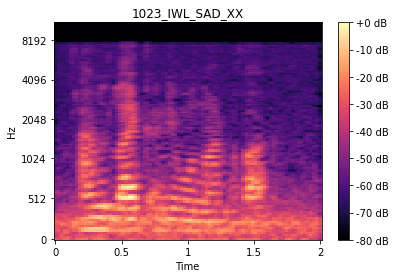 1023_IWL_SAD_XX
+0 dB
8192
-10 dB
4096
-20 dB
-30 dB
2048
Hz
-40 dB
1024
-50 dB
512
-60 dB
-70 dB
0
-80 dB
0 0.5 1 1.5 2
Time